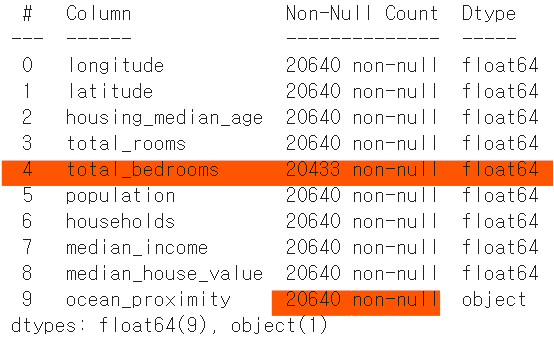 #   Column              Non-Null Count  Dtype
---  ------              --------------  -----
0   longitude           20640 non-null  float64
1   latitude            20640 non-null  float64
2   housing_median_age  20640 non-null  float64
3   total_rooms         20640 non-null  float64
4   total_bedrooms      20433 non-null  float64
5   population          20640 non-null  float64
6   households          20640 non-null  float64
7   median_income       20640 non-null  float64
8   median_house_value  20640 non-null  float64
9   ocean_proximity     20640 non-null  object
dtypes: float64(9), object(1)